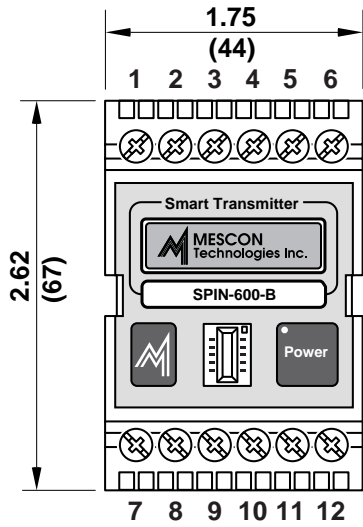 1.75
(44)
1 2 3 4 5 6
2.62
(67)
Smart Transmitter
MESCON
Technologies Inc.
SPIN-600-B
Power
7 8 9 10 11 12